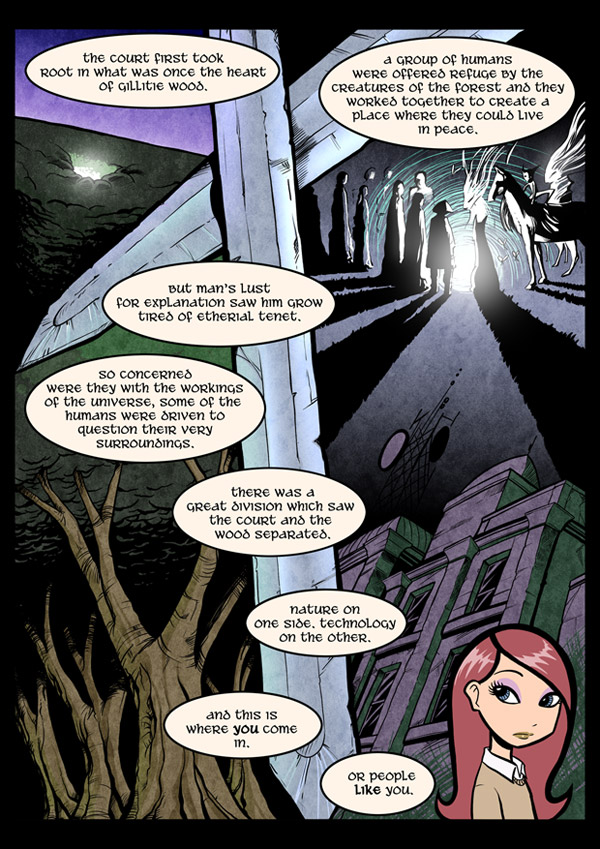 the court first took
root in what was once the heart
of gillitie wood.
a group of humans
were offered refuge by the
creatures of the forest and they
worked together to create a
place where they could live
in peace.
but man's lust
for explanation saw him grow
tired of etherial tenet.
so concerned
were they with the workings
of the universe, some of the
humans were driven to
question their very
surroundings.
there was a
great division which saw
the court and the
wood separated.
nature on
one side, technology
on the other.
and this is
where you come
in.
or people
like you.